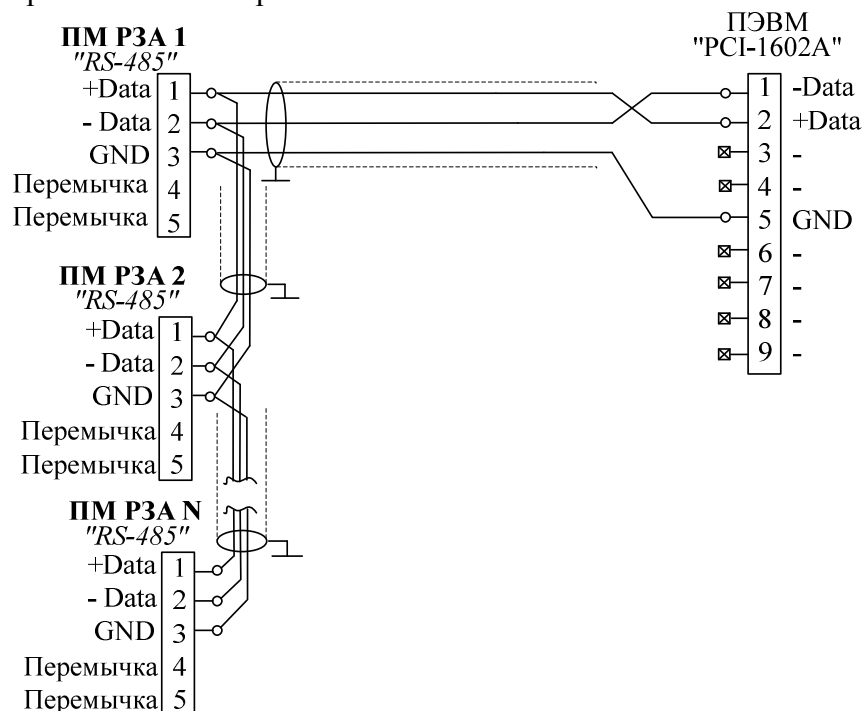 ПМ РЗА 1
"RS-485"
+Data 1
- Data 2
GND 3
Перемычка 4
Перемычка 5
ПЭВМ
"PCI-1602A"
1 -Data
2 +Data
3 -
4 -
5 GND
6 -
7 -
8 -
9 -
ПМ РЗА 2
"RS-485"
+Data 1
- Data 2
GND 3
Перемычка 4
Перемычка 5
ПМ РЗА N
"RS-485"
+Data 1
- Data 2
GND 3
Перемычка 4
Перемычка 5